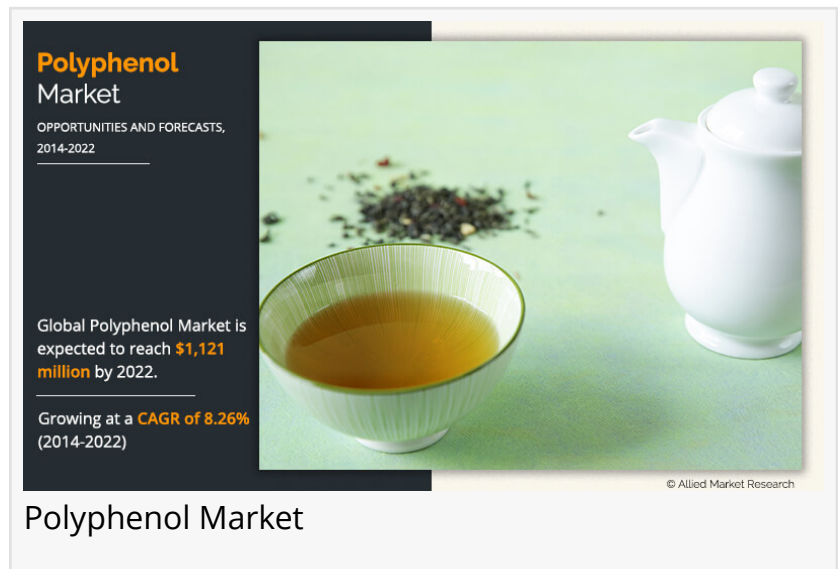 Polyphenol
Market
OPPORTUNITIES AND FORECASTS,
2014-2022
Global Polyphenol Market is
expected to reach $1,121
million by 2022.
Growing at a CAGR of 8.26%
(2014-2022)
© Allied Market Research
Polyphenol Market